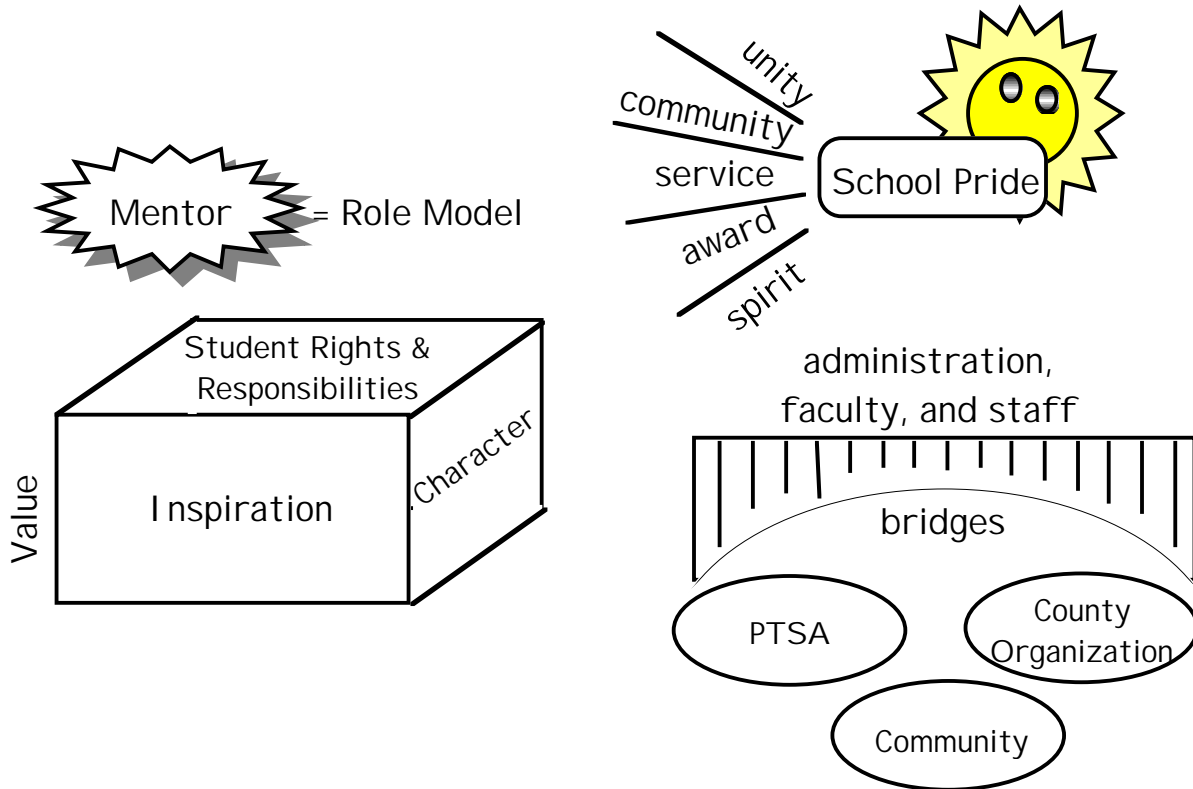 Mentor
= Role Model
Student Rights &
Responsibilities
Value
Inspiration
Character
unity
community
service
award
spirit
School Pride
administration,
faculty, and staff
bridges
PTSA
County
Organization
Community